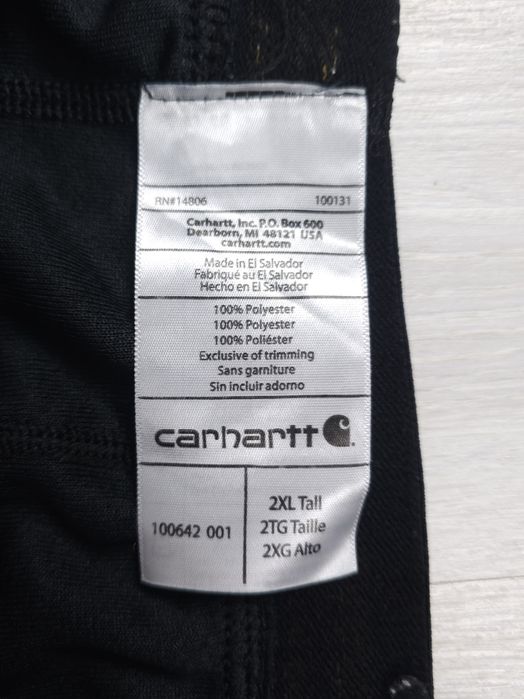 RN#14806 100131
Carhartt, Inc. P.O. Box 600
Dearborn, MI 48121 USA
carhartt.com
Made in El Salvador
Fabriqué au El Salvador
Hecho en El Salvador
100% Polyester
100% Polyester
100% Poliéster
Exclusive of trimming
Sans garniture
Sin incluir adorno
carhartt
100642 001
2XL Tall
2TG Taille
2XG Alto